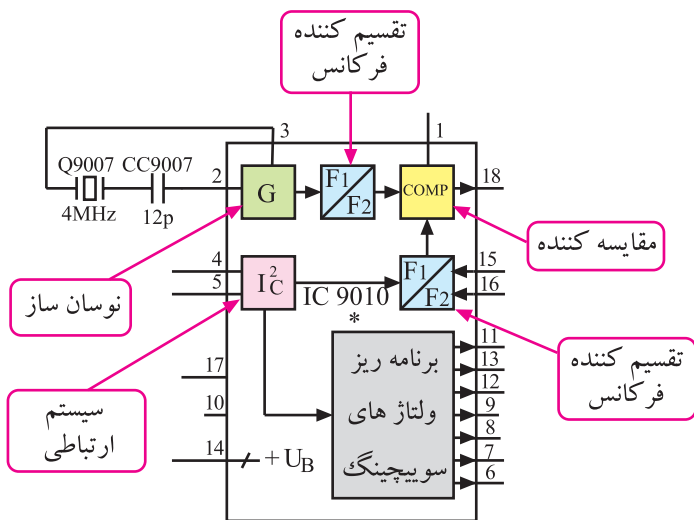 تقسیم کننده
فرکانس
3
1
Q9007 CC9007
2
4MHz 12p
G
F1
F2
COMP
18
مقایسه کننده
نوسان ساز
4
5
I²C
IC 9010
*
F1
F2
15
16
تقسیم کننده
فرکانس
سیستم
ارتباطی
17
10
14
+UB
برنامه ریز
ولتاژ های
سوییچینگ
11
13
12
9
8
7
6